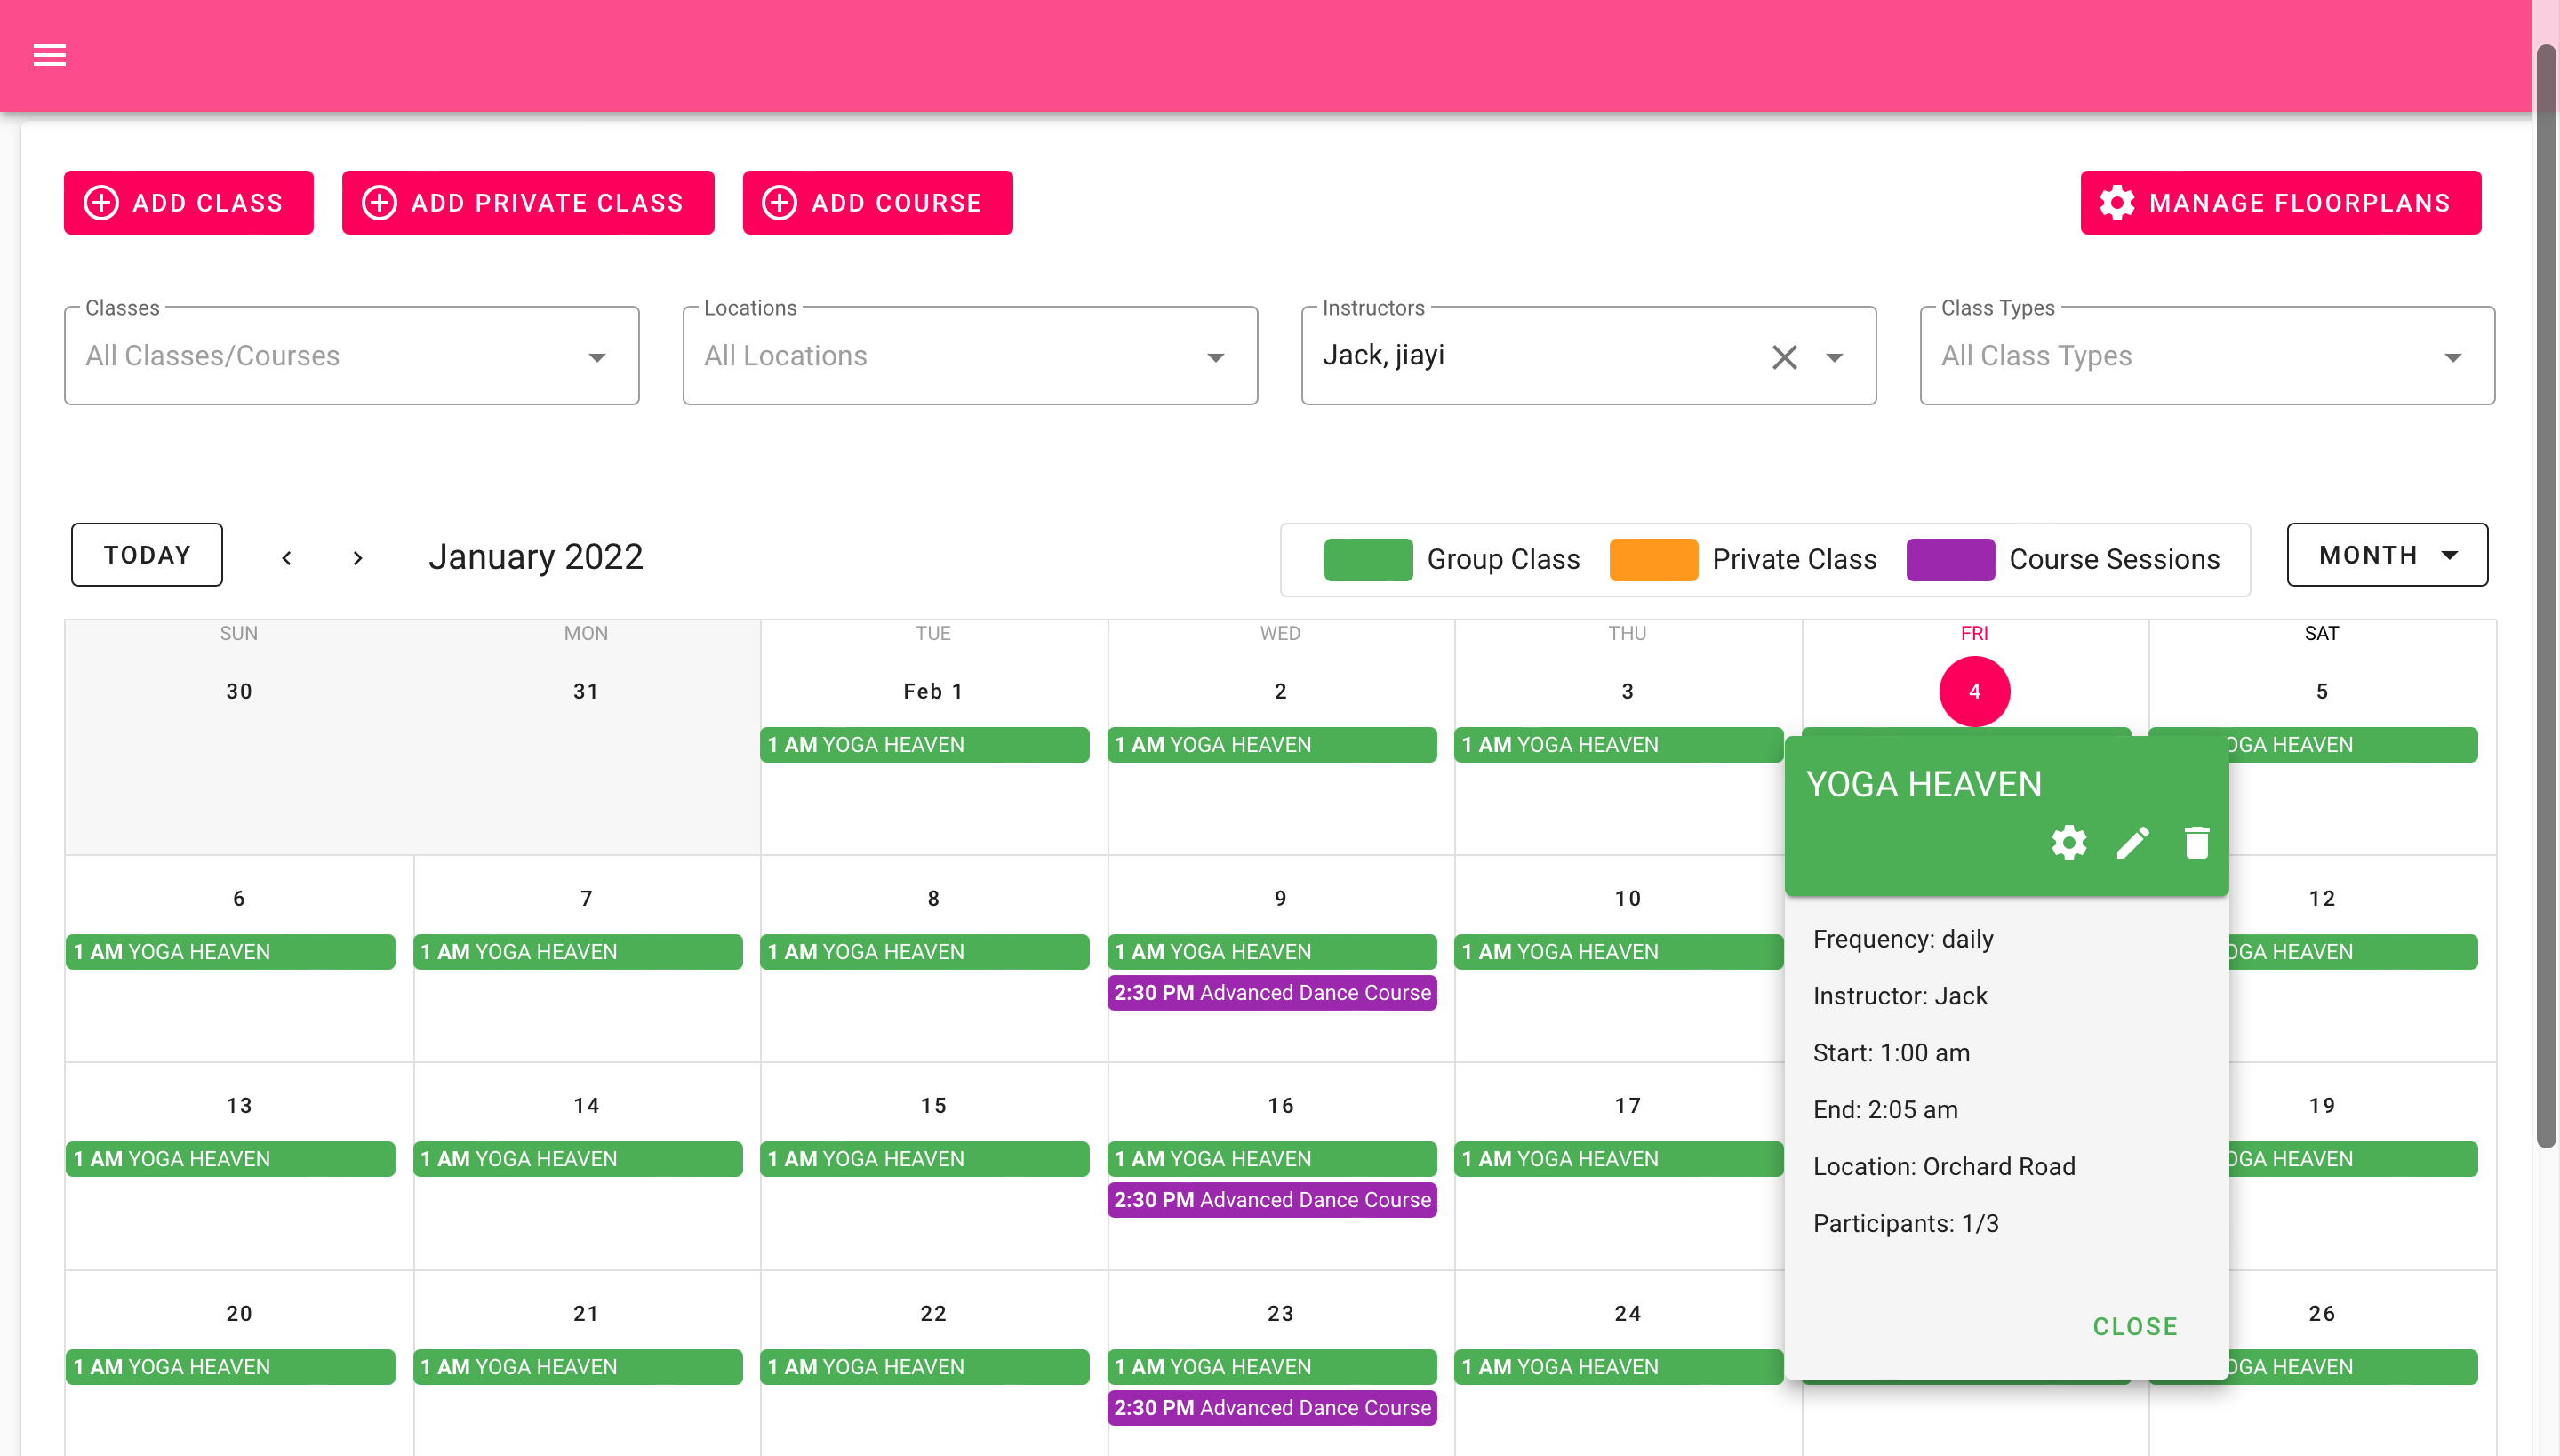 ADD CLASS ADD PRIVATE CLASS ADD COURSE MANAGE FLOORPLANS
Classes Locations Instructors Class Types
All Classes/Courses All Locations Jack, jiayi All Class Types
TODAY January 2022 Group Class Private Class Course Sessions MONTH
SUN MON TUE WED THU FRI SAT
30 31 Feb 1 2 3 4 5
1 AM YOGA HEAVEN 1 AM YOGA HEAVEN 1 AM YOGA HEAVEN HEAVEN
YOGA HEAVEN
6 7 8 9 10 12
1 AM YOGA HEAVEN 1 AM YOGA HEAVEN 1 AM YOGA HEAVEN 1 AM YOGA HEAVEN 1 AM YOGA HEAVEN HEAVEN
2:30 PM Advanced Dance Course
Frequency: daily
Instructor: Jack
Start: 1:00 am
End: 2:05 am
Location: Orchard Road
Participants: 1/3
CLOSE
13 14 15 16 17 19
1 AM YOGA HEAVEN 1 AM YOGA HEAVEN 1 AM YOGA HEAVEN 1 AM YOGA HEAVEN 1 AM YOGA HEAVEN HEAVEN
2:30 PM Advanced Dance Course
20 21 22 23 24 26
1 AM YOGA HEAVEN 1 AM YOGA HEAVEN 1 AM YOGA HEAVEN 1 AM YOGA HEAVEN 1 AM YOGA HEAVEN HEAVEN
2:30 PM Advanced Dance Course